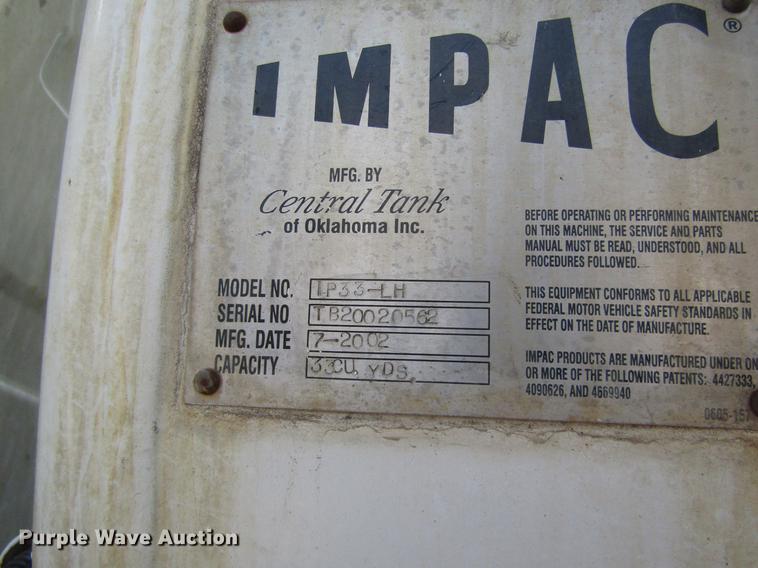 IMPAC®
MFG. BY
Central Tank
of Oklahoma Inc.
MODEL NO. IP33-LH
SERIAL NO TB20020562
MFG. DATE 7-2002
CAPACITY 33CU. YDS.
BEFORE OPERATING OR PERFORMING MAINTENANCE
ON THIS MACHINE, THE SERVICE AND PARTS
MANUAL MUST BE READ, UNDERSTOOD, AND ALL
PROCEDURES FOLLOWED.
THIS EQUIPMENT CONFORMS TO ALL APPLICABLE
FEDERAL MOTOR VEHICLE SAFETY STANDARDS IN
EFFECT ON THE DATE OF MANUFACTURE.
IMPAC PRODUCTS ARE MANUFACTURED UNDER ON
OR MORE OF THE FOLLOWING PATENTS: 4427333,
4090626, AND 4669940
0605-157
Purple Wave Auction